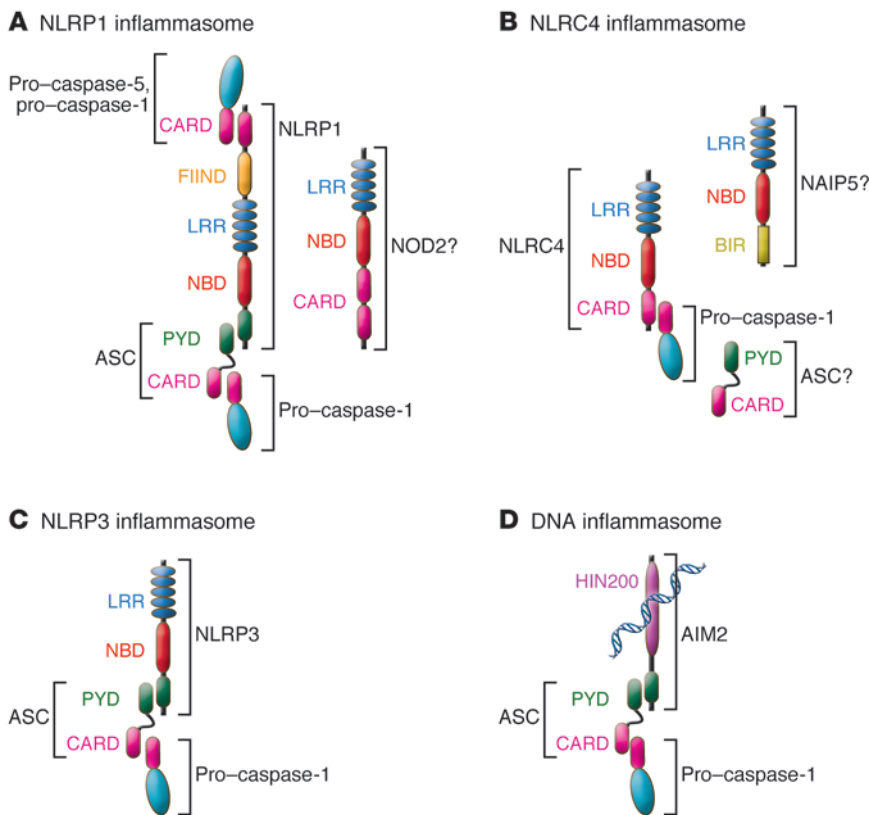 A NLRP1 inflammasome
Pro–caspase-5,
pro–caspase-1
CARD
NLRP1
FIIND
LRR
NBD
PYD
ASC
CARD
Pro–caspase-1
LRR
NBD
CARD
NOD2?
B NLRC4 inflammasome
LRR
NBD
BIR
NAIP5?
LRR
NLRC4
NBD
CARD
Pro–caspase-1
PYD
ASC?
CARD
C NLRP3 inflammasome
LRR
NLRP3
NBD
PYD
ASC
CARD
Pro–caspase-1
D DNA inflammasome
HIN200
AIM2
PYD
ASC
CARD
Pro–caspase-1